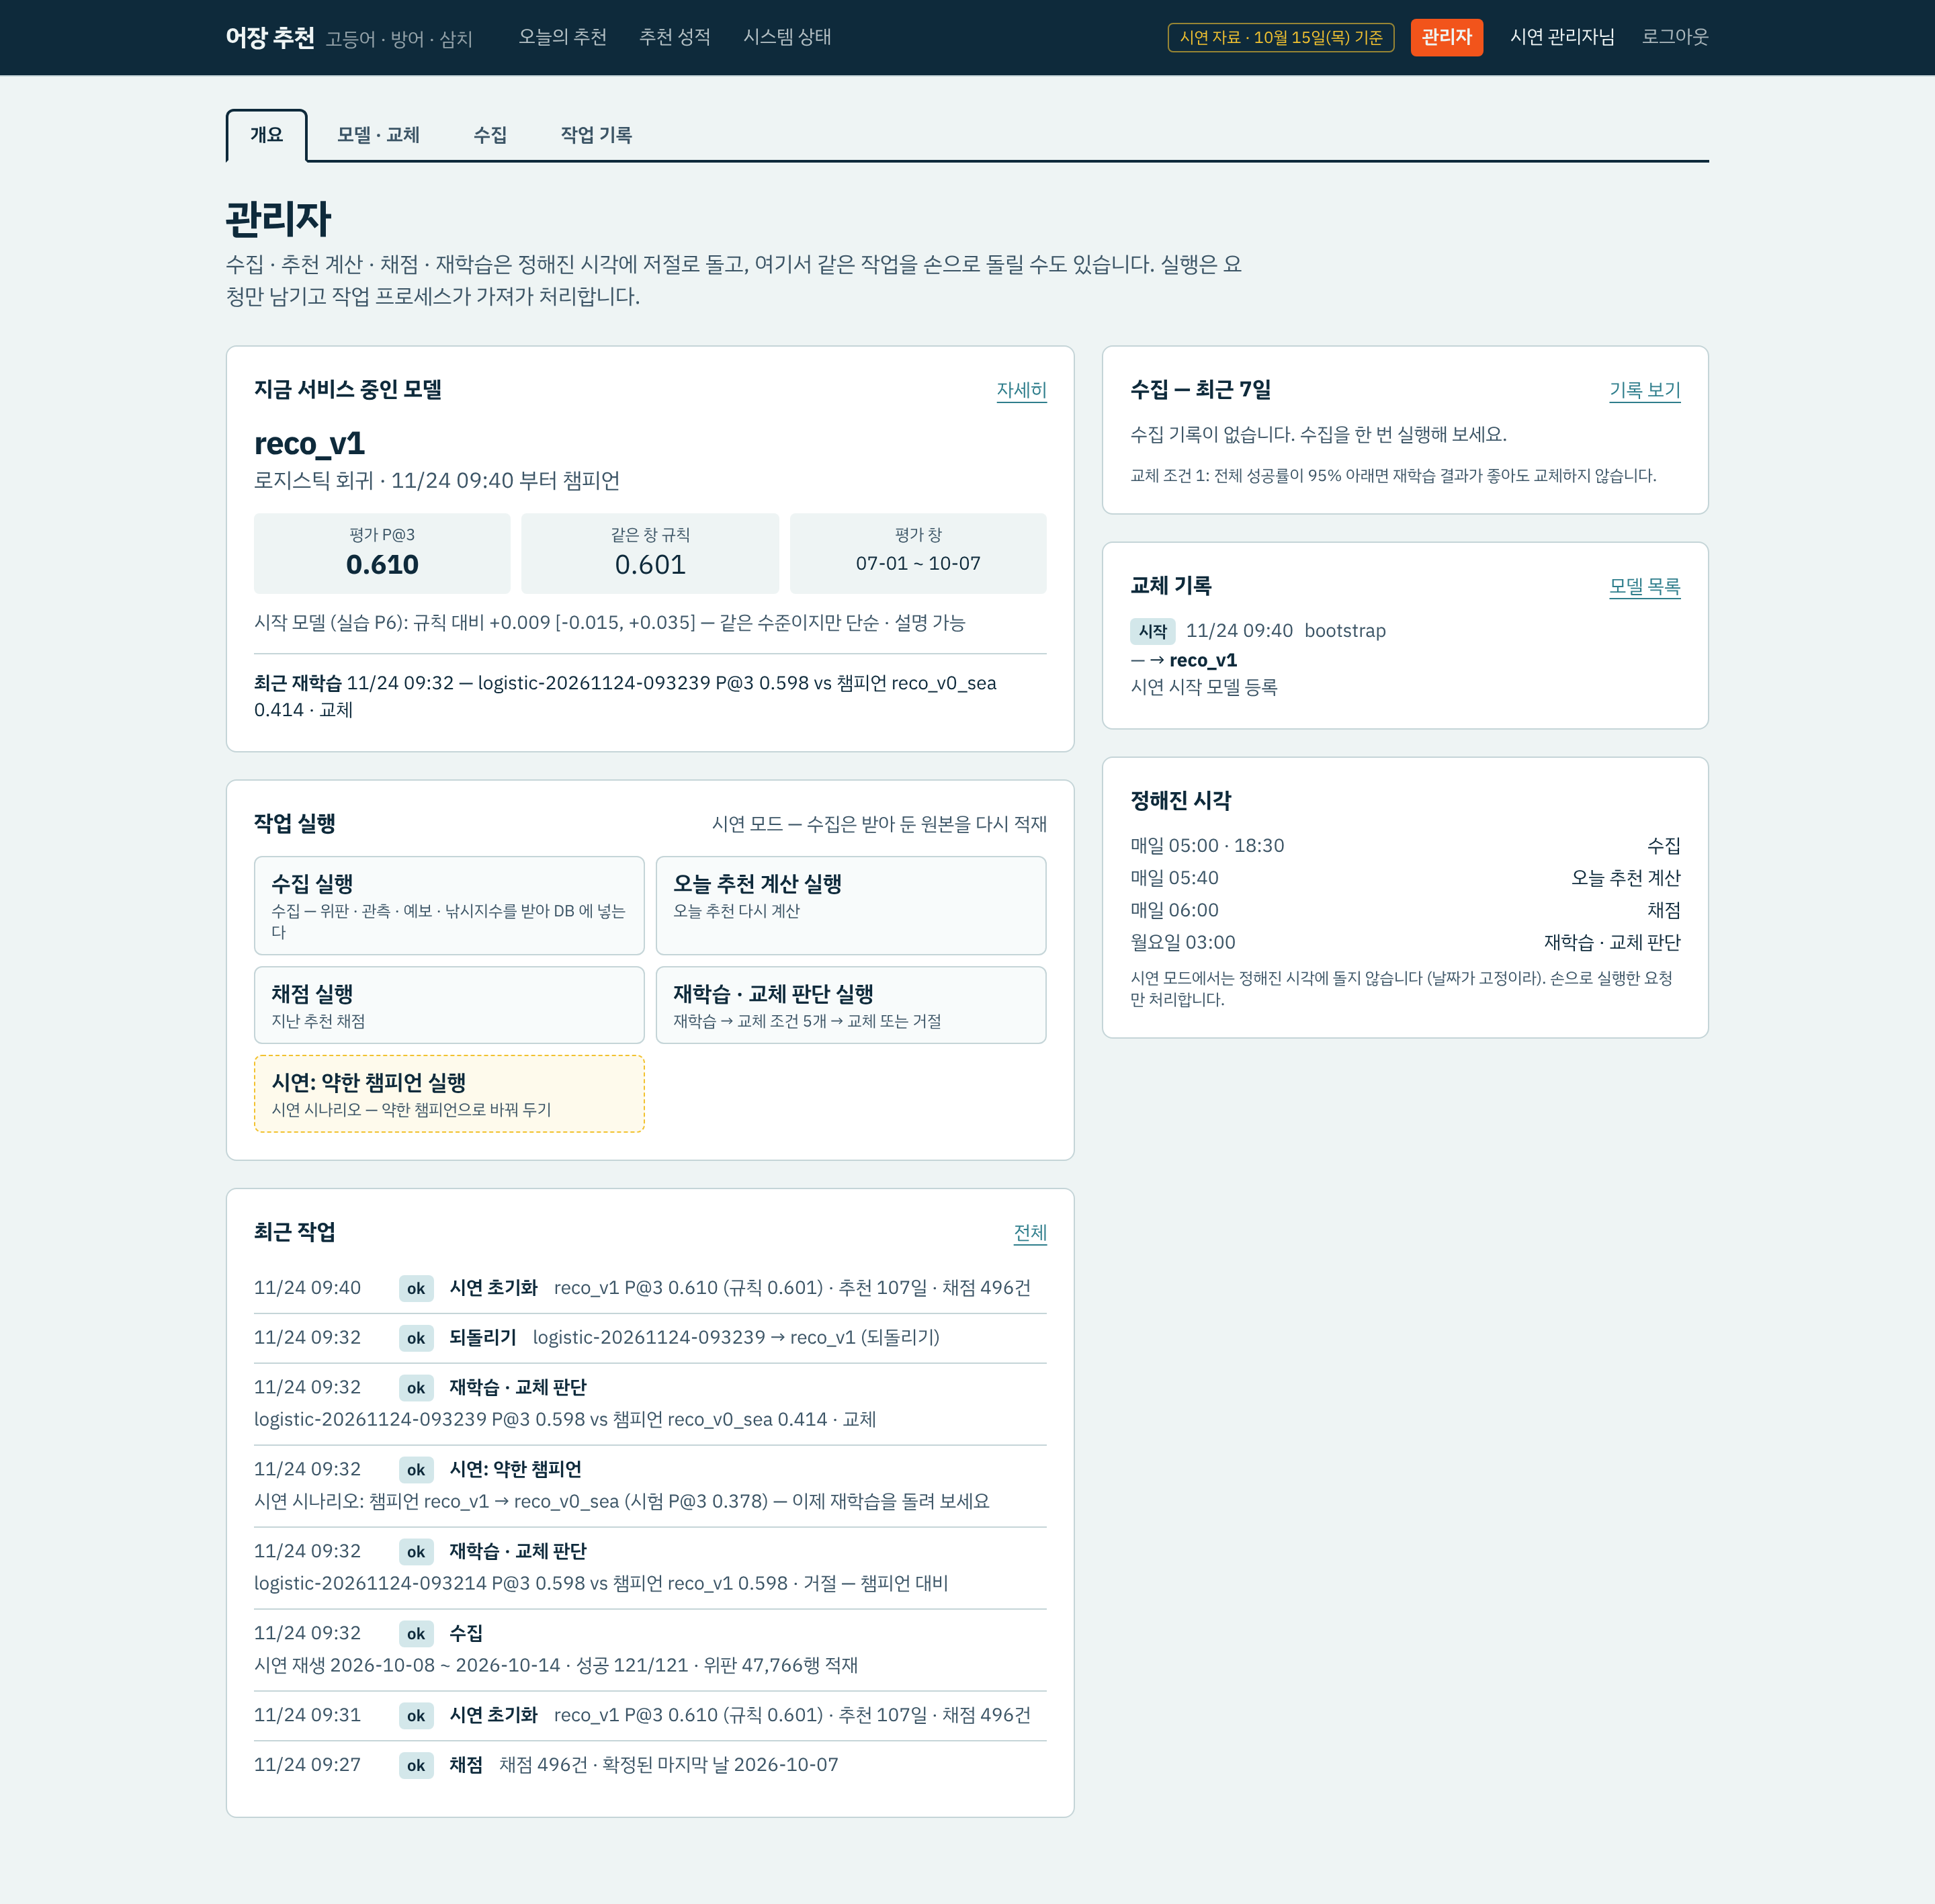 어장 추천 고등어 · 방어 · 삼치 오늘의 추천 추천 성적 시스템 상태 시연 자료 · 10월 15일(목) 기준 관리자 시연 관리자님 로그아웃
개요 모델 · 교체 수집 작업 기록
관리자
수집 · 추천 계산 · 채점 · 재학습은 정해진 시각에 저절로 돌고, 여기서 같은 작업을 손으로 돌릴 수도 있습니다. 실행은 요
청만 남기고 작업 프로세스가 가져가 처리합니다.
지금 서비스 중인 모델 자세히
reco_v1
로지스틱 회귀 · 11/24 09:40 부터 챔피언
평가 P@3 같은 창 규칙 평가 창
0.610 0.601 07-01 ~ 10-07
시작 모델 (실습 P6): 규칙 대비 +0.009 [-0.015, +0.035] — 같은 수준이지만 단순 · 설명 가능
최근 재학습 11/24 09:32 — logistic-20261124-093239 P@3 0.598 vs 챔피언 reco_v0_sea
0.414 · 교체
작업 실행 시연 모드 — 수집은 받아 둔 원본을 다시 적재
수집 실행
수집 — 위판 · 관측 · 예보 · 낚시지수를 받아 DB 에 넣는
다
오늘 추천 계산 실행
오늘 추천 다시 계산
채점 실행
지난 추천 채점
재학습 · 교체 판단 실행
재학습 → 교체 조건 5개 → 교체 또는 거절
시연: 약한 챔피언 실행
시연 시나리오 — 약한 챔피언으로 바꿔 두기
최근 작업 전체
11/24 09:40 ok 시연 초기화 reco_v1 P@3 0.610 (규칙 0.601) · 추천 107일 · 채점 496건
11/24 09:32 ok 되돌리기 logistic-20261124-093239 → reco_v1 (되돌리기)
11/24 09:32 ok 재학습 · 교체 판단
logistic-20261124-093239 P@3 0.598 vs 챔피언 reco_v0_sea 0.414 · 교체
11/24 09:32 ok 시연: 약한 챔피언
시연 시나리오: 챔피언 reco_v1 → reco_v0_sea (시험 P@3 0.378) — 이제 재학습을 돌려 보세요
11/24 09:32 ok 재학습 · 교체 판단
logistic-20261124-093214 P@3 0.598 vs 챔피언 reco_v1 0.598 · 거절 — 챔피언 대비
11/24 09:32 ok 수집
시연 재생 2026-10-08 ~ 2026-10-14 · 성공 121/121 · 위판 47,766행 적재
11/24 09:31 ok 시연 초기화 reco_v1 P@3 0.610 (규칙 0.601) · 추천 107일 · 채점 496건
11/24 09:27 ok 채점 채점 496건 · 확정된 마지막 날 2026-10-07
수집 — 최근 7일 기록 보기
수집 기록이 없습니다. 수집을 한 번 실행해 보세요.
교체 조건 1: 전체 성공률이 95% 아래면 재학습 결과가 좋아도 교체하지 않습니다.
교체 기록 모델 목록
시작 11/24 09:40 bootstrap
— → reco_v1
시연 시작 모델 등록
정해진 시각
매일 05:00 · 18:30 수집
매일 05:40 오늘 추천 계산
매일 06:00 채점
월요일 03:00 재학습 · 교체 판단
시연 모드에서는 정해진 시각에 돌지 않습니다 (날짜가 고정이라). 손으로 실행한 요청
만 처리합니다.